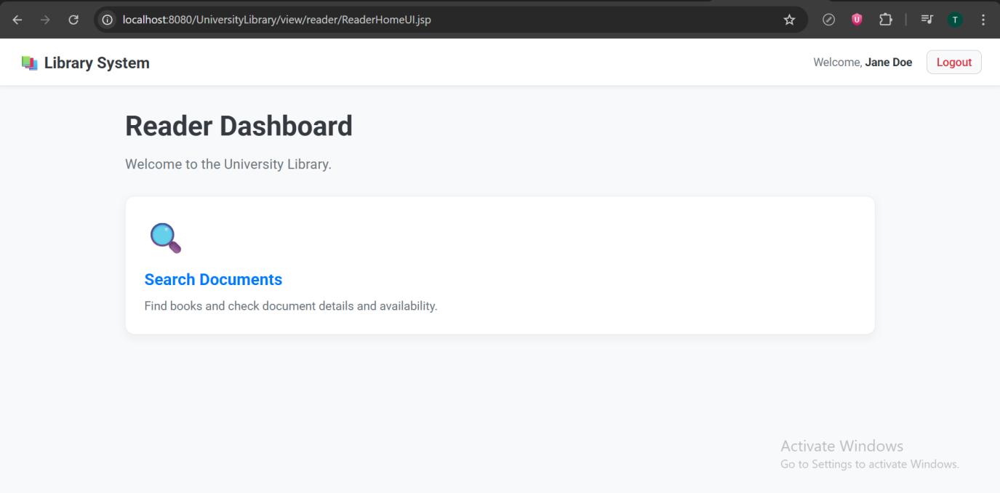 localhost:8080/UniversityLibrary/view/reader/ReaderHomeUI.jsp
T
Library System
Welcome, Jane Doe
Logout
Reader Dashboard
Welcome to the University Library.
Search Documents
Find books and check document details and availability.
Activate Windows
Go to Settings to activate Windows.